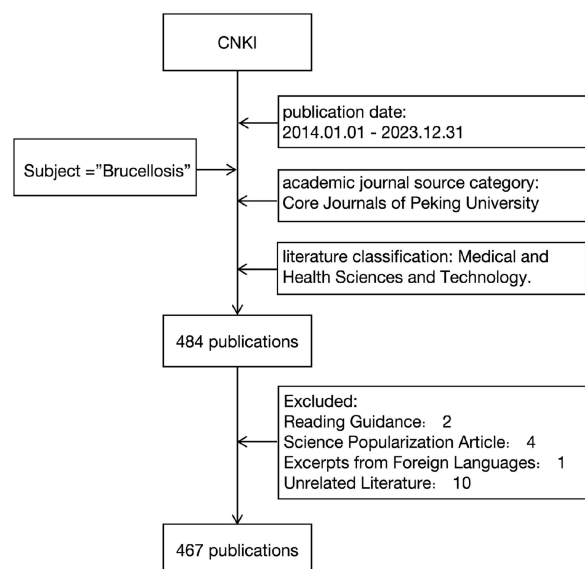 CNKI
publication date:
2014.01.01 - 2023.12.31
Subject ="Brucellosis”
academic journal source category:
Core Journals of Peking University
literature classification: Medical and
Health Sciences and Technology.
484 publications
Excluded:
Reading Guidance： 2
Science Popularization Article： 4
Excerpts from Foreign Languages： 1
Unrelated Literature： 10
467 publications